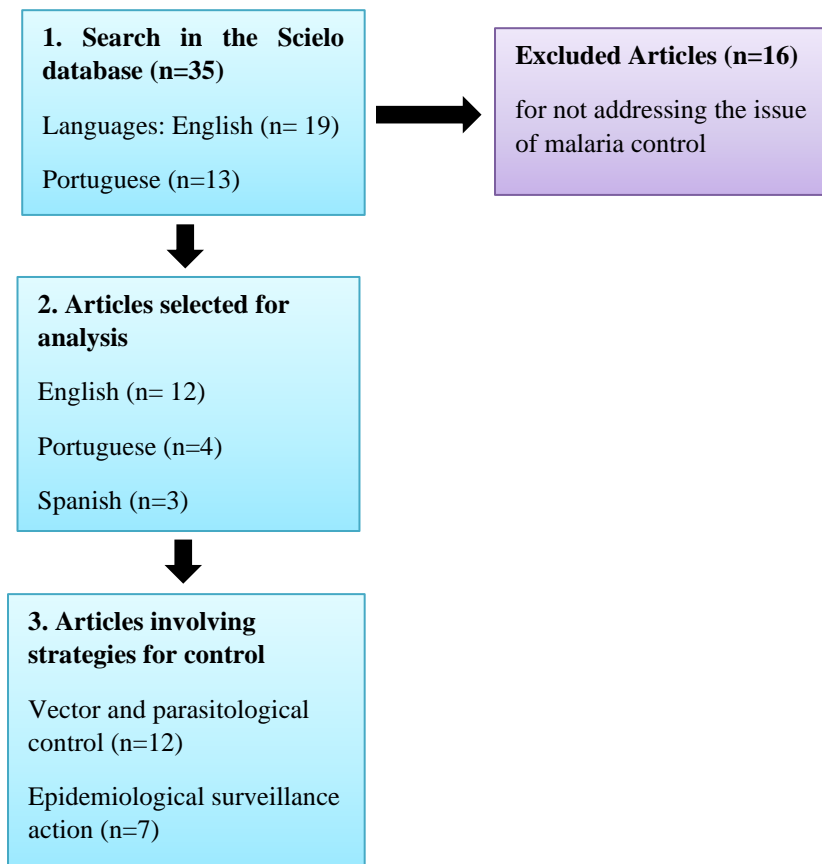 1. Search in the Scielo
database (n=35)
Languages: English (n= 19)
Portuguese (n=13)
Excluded Articles (n=16)
for not addressing the issue
of malaria control
2. Articles selected for
analysis
English (n= 12)
Portuguese (n=4)
Spanish (n=3)
3. Articles involving
strategies for control
Vector and parasitological
control (n=12)
Epidemiological surveillance
action (n=7)